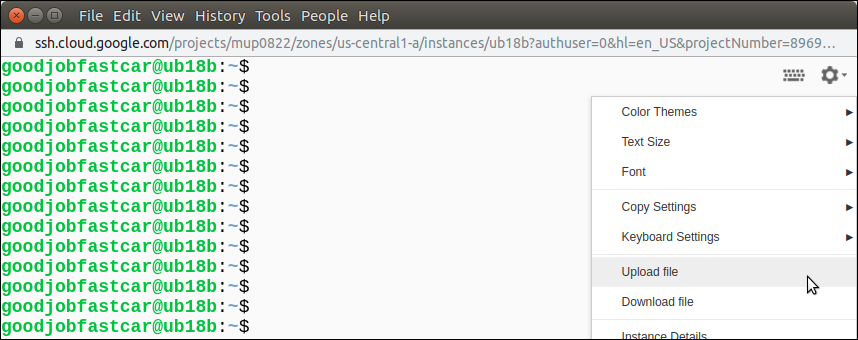 File Edit View History Tools People Help
ssh.cloud.google.com/projects/mup0822/zones/us-central1-a/instances/ub18b?authuser=0&hl=en_US&projectNumber=8969…
goodjobfastcar@ub18b:~$
goodjobfastcar@ub18b:~$
goodjobfastcar@ub18b:~$
goodjobfastcar@ub18b:~$
goodjobfastcar@ub18b:~$
goodjobfastcar@ub18b:~$
goodjobfastcar@ub18b:~$
goodjobfastcar@ub18b:~$
goodjobfastcar@ub18b:~$
goodjobfastcar@ub18b:~$
goodjobfastcar@ub18b:~$
goodjobfastcar@ub18b:~$
goodjobfastcar@ub18b:~$
goodjobfastcar@ub18b:~$
Color Themes
Text Size
Font
Copy Settings
Keyboard Settings
Upload file
Download file
Instance Details